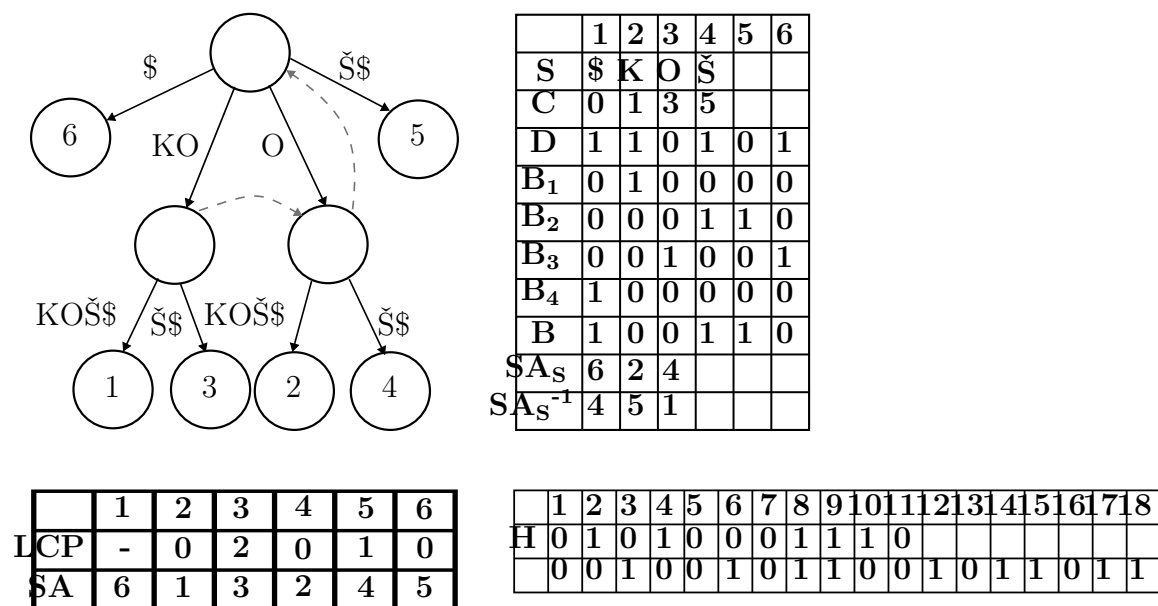 $
Š$
6
5
KO
O
KOŠ$
Š$
KOŠ$
Š$
1
3
2
4
1 2 3 4 5 6
S $ K O Š
C 0 1 3 5
D 1 1 0 1 0 1
B₁ 0 1 0 0 0 0
B₂ 0 0 0 1 1 0
B₃ 0 0 1 0 0 1
B₄ 1 0 0 0 0 0
B 1 0 0 1 1 0
SA_S 6 2 4
SA_S⁻¹ 4 5 1
1 2 3 4 5 6
LCP - 0 2 0 1 0
SA 6 1 3 2 4 5
1 2 3 4 5 6 7 8 9 10 11 12 13 14 15 16 17 18
H 0 1 0 1 0 0 0 1 1 1 0
0 0 1 0 0 1 0 1 1 0 0 1 0 1 1 0 1 1